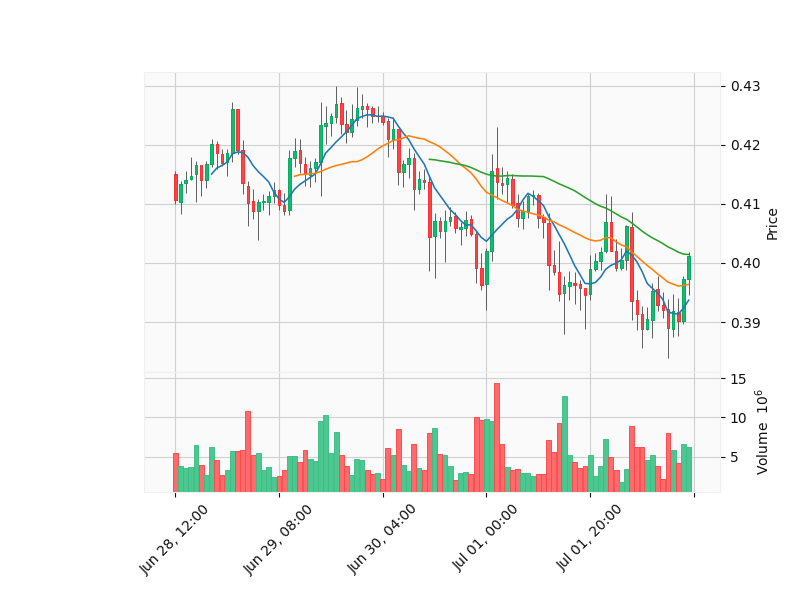 0.43
0.42
0.41
0.40
0.39
Price
15
10
5
Volume 10^6
Jun 28, 12:00
Jun 29, 08:00
Jun 30, 04:00
Jul 01, 00:00
Jul 01, 20:00